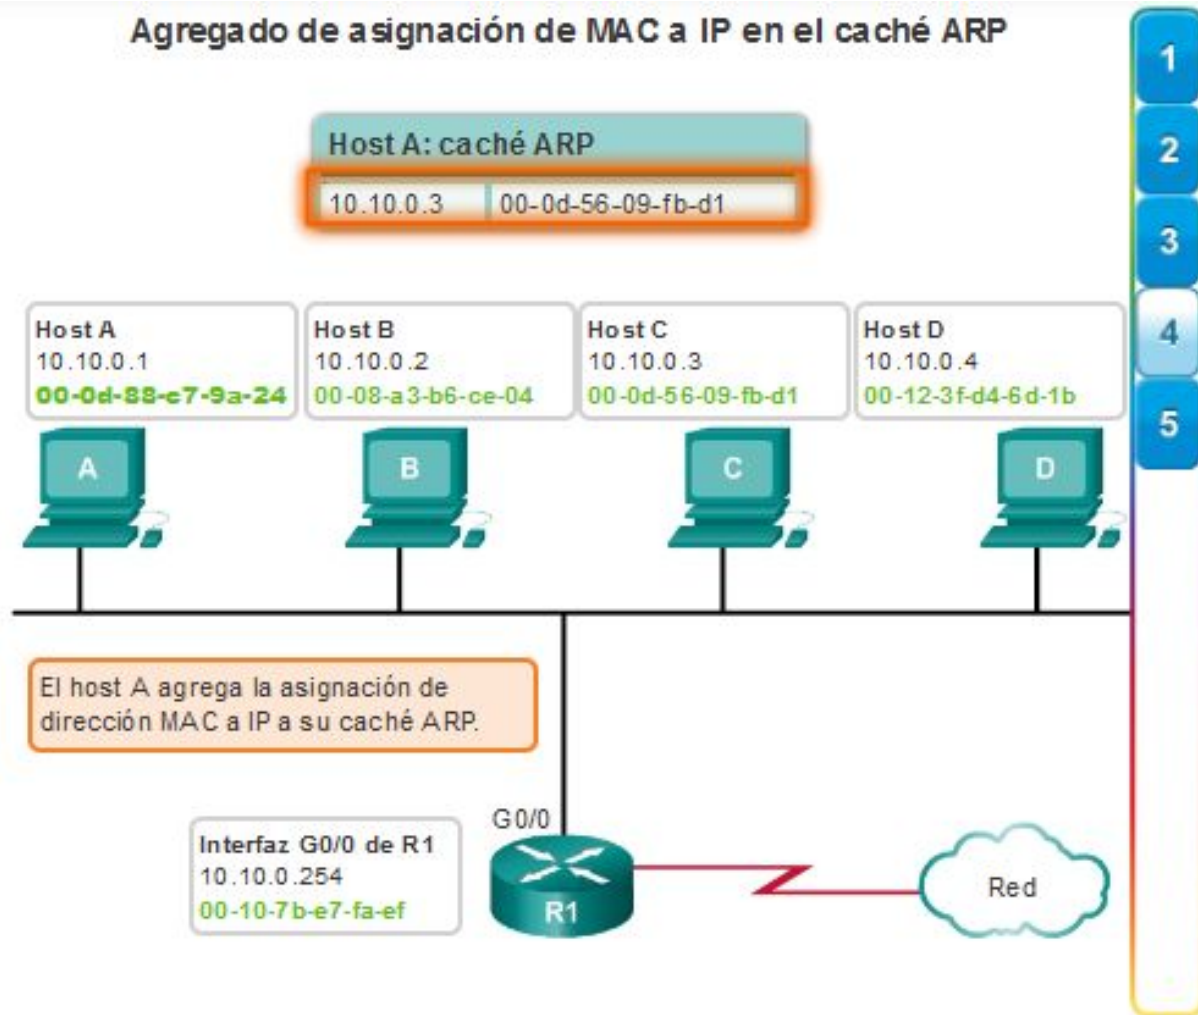 Agregado de asignación de MAC a IP en el caché ARP
1
2
3
4
5
Host A: caché ARP
10.10.0.3 00-0d-56-09-fb-d1
Host A
10.10.0.1
00-0d-88-c7-9a-24
Host B
10.10.0.2
00-08-a3-b6-ce-04
Host C
10.10.0.3
00-0d-56-09-fb-d1
Host D
10.10.0.4
00-12-3f-d4-6d-1b
A
B
C
D
El host A agrega la asignación de
dirección MAC a IP a su caché ARP.
G0/0
Interfaz G0/0 de R1
10.10.0.254
00-10-7b-e7-fa-ef
R1
Red